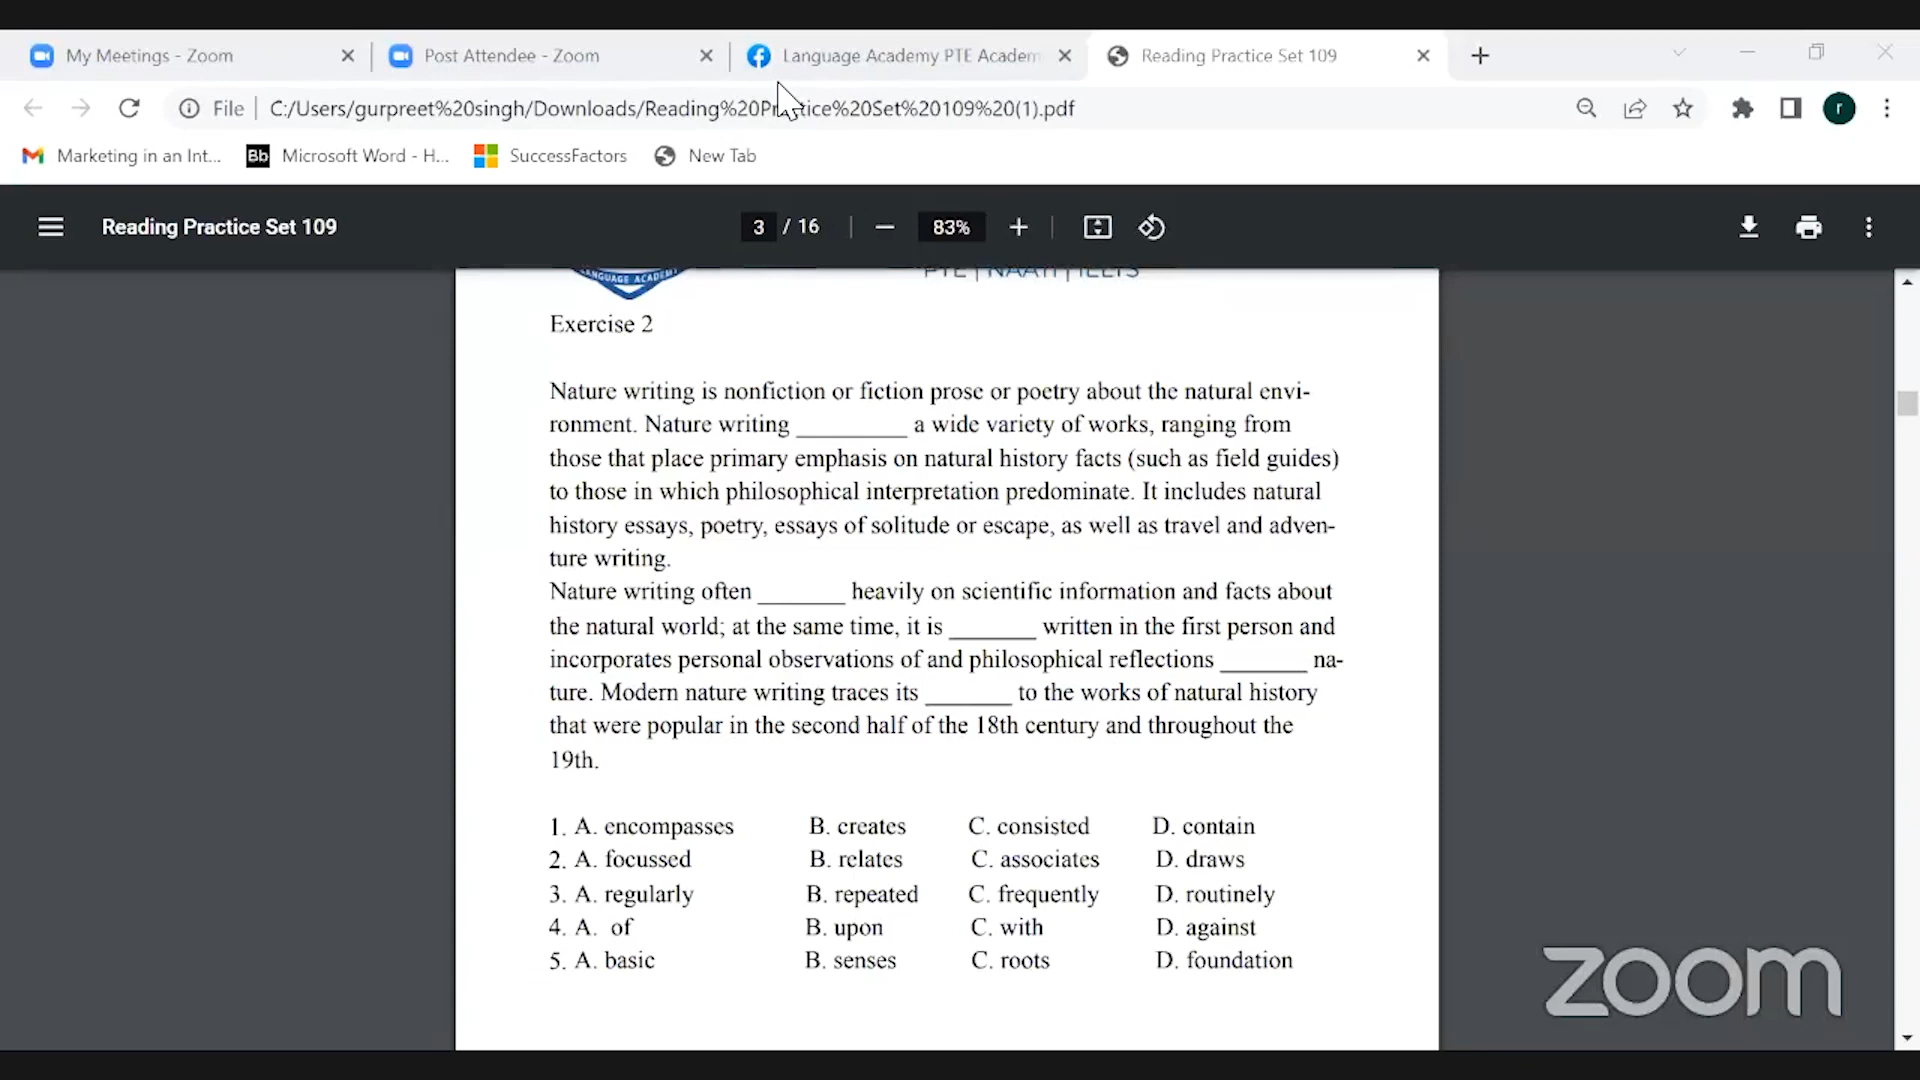 My Meetings - Zoom
Post Attendee - Zoom
Language Academy PTE Academ
Reading Practice Set 109
File
C:/Users/gurpreet%20singh/Downloads/Reading%20Practice%20Set%20109%20(1).pdf
r
Marketing in an Int...
Bb
Microsoft Word - H...
SuccessFactors
New Tab
Reading Practice Set 109
3 / 16
83%
LANGUAGE ACADEMY
PTE | NAATI | IELTS
Exercise 2
Nature writing is nonfiction or fiction prose or poetry about the natural envi-
ronment. Nature writing _________ a wide variety of works, ranging from
those that place primary emphasis on natural history facts (such as field guides)
to those in which philosophical interpretation predominate. It includes natural
history essays, poetry, essays of solitude or escape, as well as travel and adven-
ture writing.
Nature writing often _______ heavily on scientific information and facts about
the natural world; at the same time, it is _______ written in the first person and
incorporates personal observations of and philosophical reflections _______ na-
ture. Modern nature writing traces its _______ to the works of natural history
that were popular in the second half of the 18th century and throughout the
19th.
1. A. encompasses B. creates C. consisted D. contain
2. A. focussed B. relates C. associates D. draws
3. A. regularly B. repeated C. frequently D. routinely
4. A. of B. upon C. with D. against
5. A. basic B. senses C. roots D. foundation
zoom